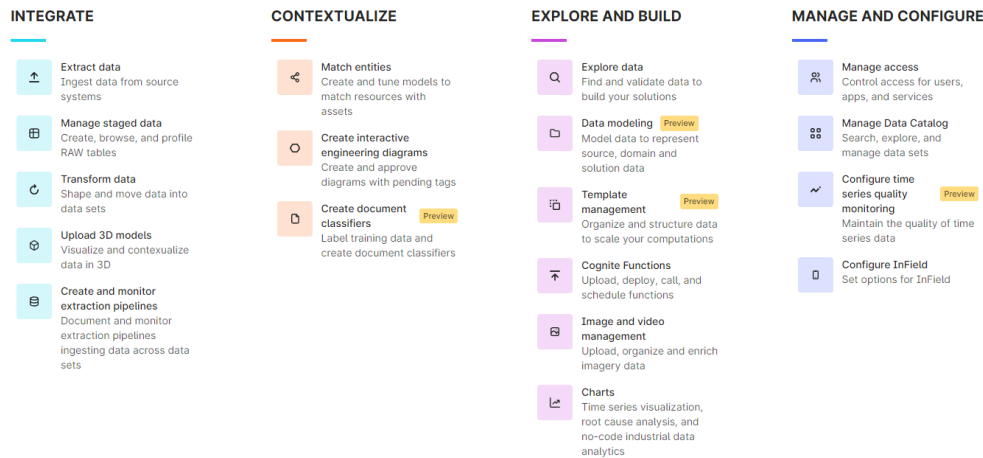 INTEGRATE
Extract data
Ingest data from source
systems
Manage staged data
Create, browse, and profile
RAW tables
Transform data
Shape and move data into
data sets
Upload 3D models
Visualize and contexualize
data in 3D
Create and monitor
extraction pipelines
Document and monitor
extraction pipelines
ingesting data across data
sets
CONTEXTUALIZE
Match entities
Create and tune models to
match resources with
assets
Create interactive
engineering diagrams
Create and approve
diagrams with pending tags
Create document
classifiers
Preview
Label training data and
create document classifiers
EXPLORE AND BUILD
Explore data
Find and validate data to
build your solutions
Data modeling
Preview
Model data to represent
source, domain and
solution data
Template
management
Preview
Organize and structure data
to scale your computations
Cognite Functions
Upload, deploy, call, and
schedule functions
Image and video
management
Upload, organize and enrich
imagery data
Charts
Time series visualization,
root cause analysis, and
no-code industrial data
analytics
MANAGE AND CONFIGURE
Manage access
Control access for users,
apps, and services
Manage Data Catalog
Search, explore, and
manage data sets
Configure time
series quality
monitoring
Preview
Maintain the quality of time
series data
Configure InField
Set options for InField